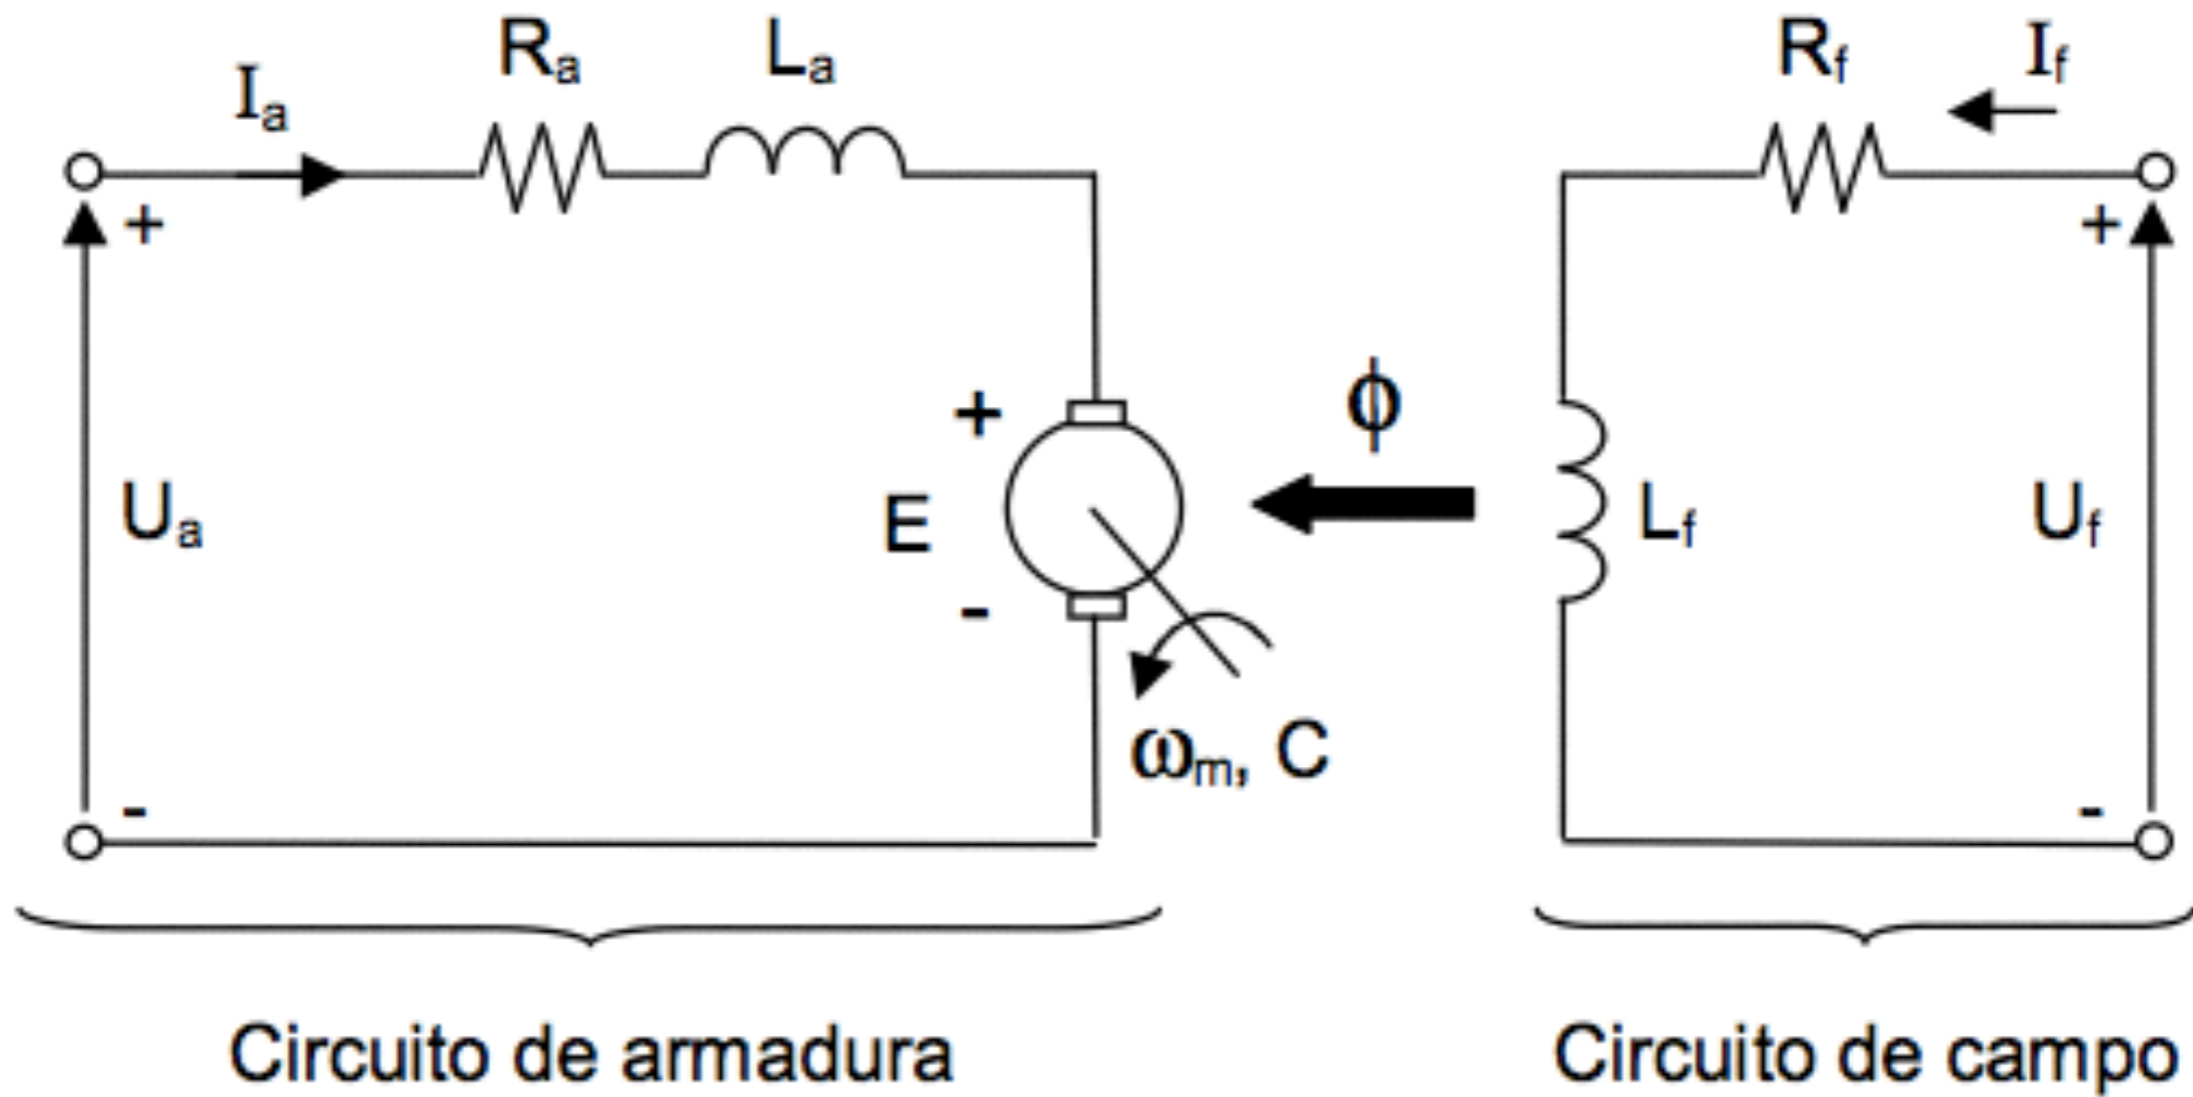 Ia Ra La Rf If
+ +
+ ϕ
Ua E Lf Uf
-
ωm, C
- -
Circuito de armadura Circuito de campo